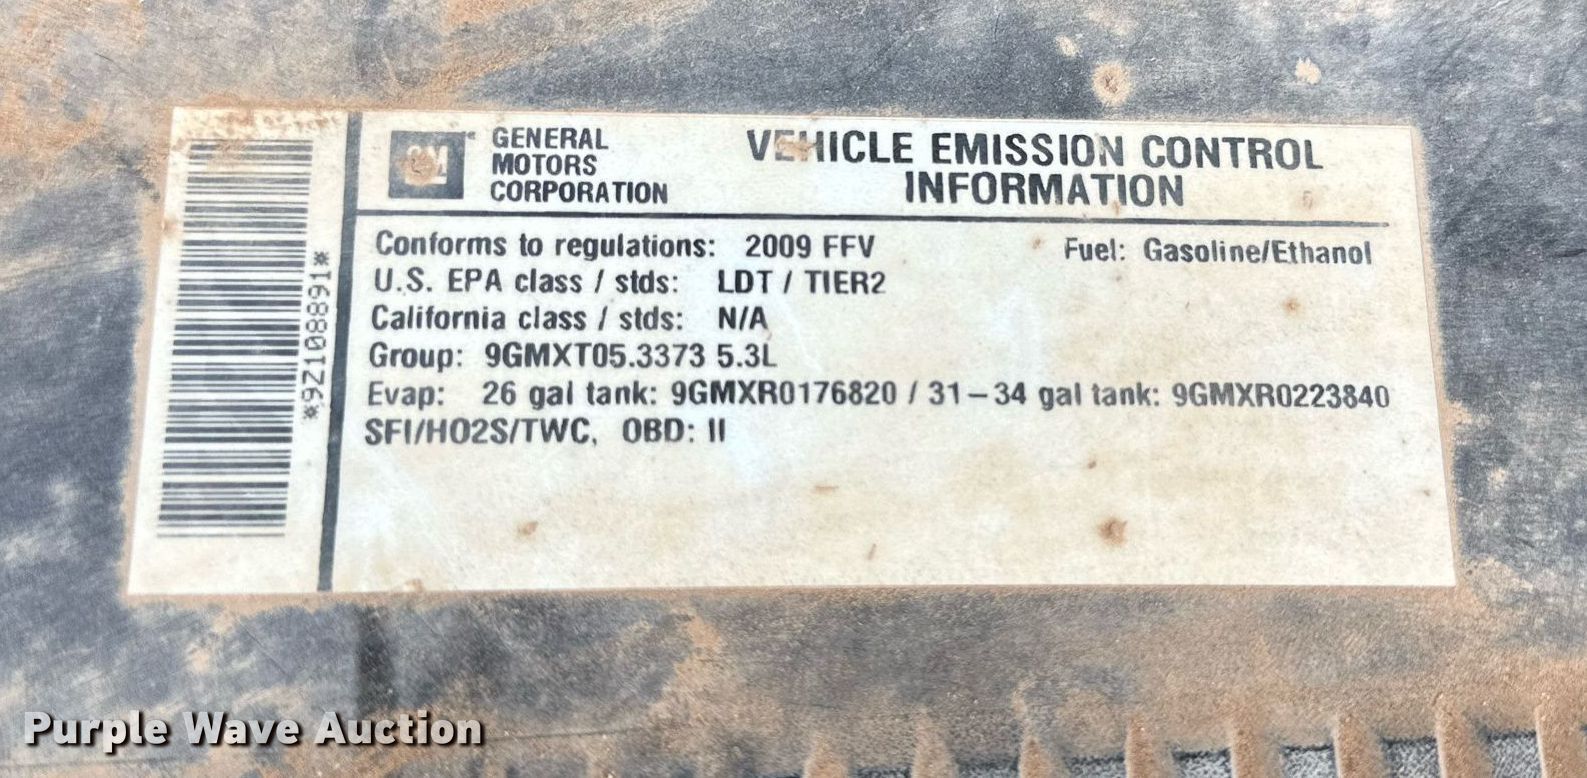 GM
GENERAL
MOTORS
CORPORATION
VEHICLE EMISSION CONTROL
INFORMATION
Conforms to regulations: 2009 FFV
Fuel: Gasoline/Ethanol
U.S. EPA class / stds: LDT / TIER2
California class / stds: N/A
Group: 9GMXT05.3373 5.3L
Evap: 26 gal tank: 9GMXR0176820 / 31-34 gal tank: 9GMXR0223840
SFI/HO2S/TWC, OBD: II
*9Z108891*
Purple Wave Auction